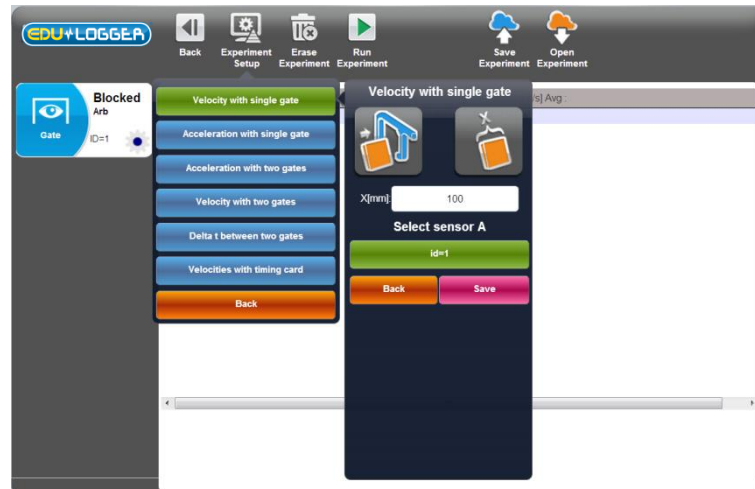 EDU LOGGER
Back
Experiment Setup
Erase Experiment
Run Experiment
Save Experiment
Open Experiment
Blocked
Arb
Gate
ID=1
Velocity with single gate
Acceleration with single gate
Acceleration with two gates
Velocity with two gates
Delta t between two gates
Velocities with timing card
Back
Velocity with single gate
X
X[mm]:
100
Select sensor A
id=1
Back
Save
/s] Avg :